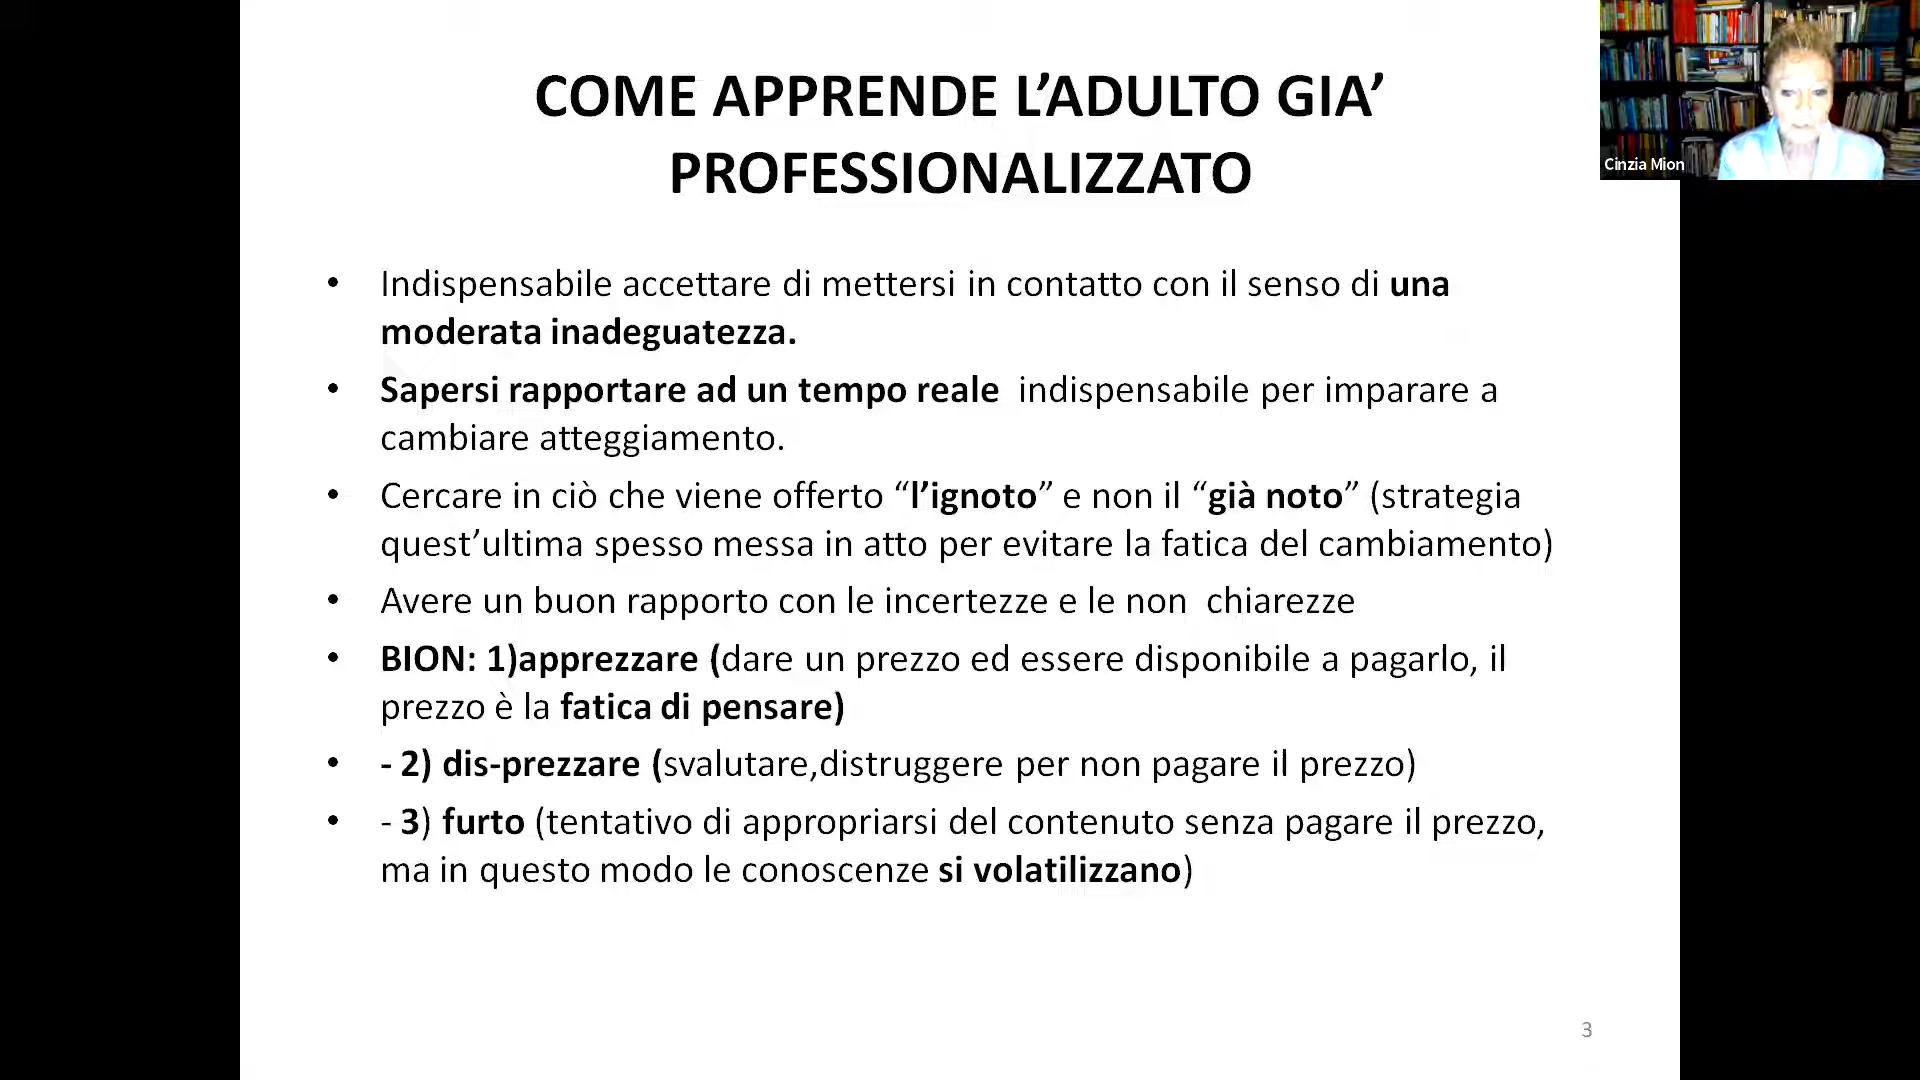 COME APPRENDE L’ADULTO GIA’
PROFESSIONALIZZATO
• Indispensabile accettare di mettersi in contatto con il senso di una
moderata inadeguatezza.
• Sapersi rapportare ad un tempo reale  indispensabile per imparare a
cambiare atteggiamento.
• Cercare in ciò che viene offerto “l’ignoto” e non il “già noto” (strategia
quest’ultima spesso messa in atto per evitare la fatica del cambiamento)
• Avere un buon rapporto con le incertezze e le non  chiarezze
• BION: 1)apprezzare (dare un prezzo ed essere disponibile a pagarlo, il
prezzo è la fatica di pensare)
• - 2) dis-prezzare (svalutare,distruggere per non pagare il prezzo)
• - 3) furto (tentativo di appropriarsi del contenuto senza pagare il prezzo,
ma in questo modo le conoscenze si volatilizzano)
3
Cinzia Mion